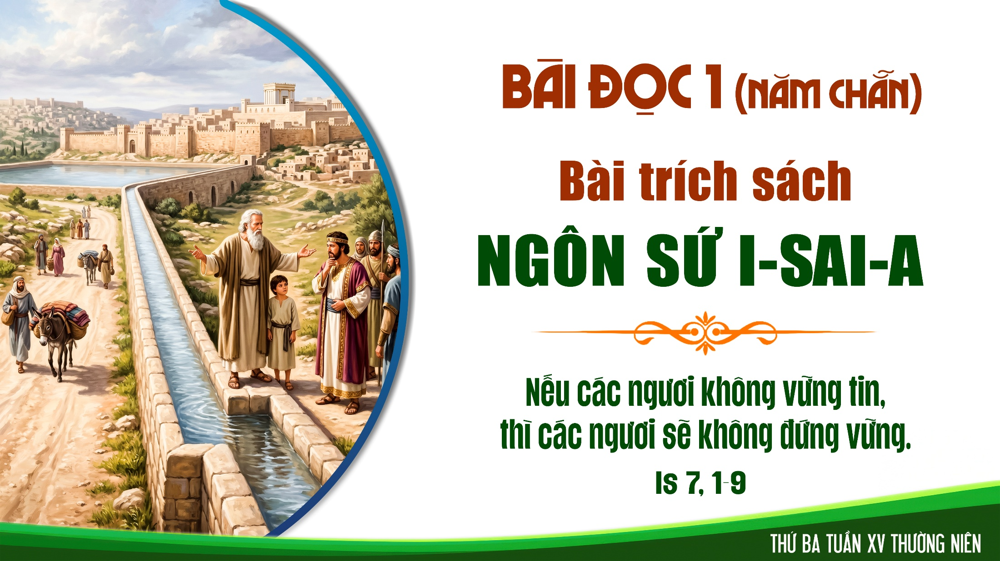 BÀI ĐỌC 1 (NĂM CHẴN)
Bài trích sách
NGÔN SỨ I-SAI-A
Nếu các ngươi không vững tin,
thì các ngươi sẽ không đứng vững.
Is 7, 1-9
THỨ BA TUẦN XV THƯỜNG NIÊN